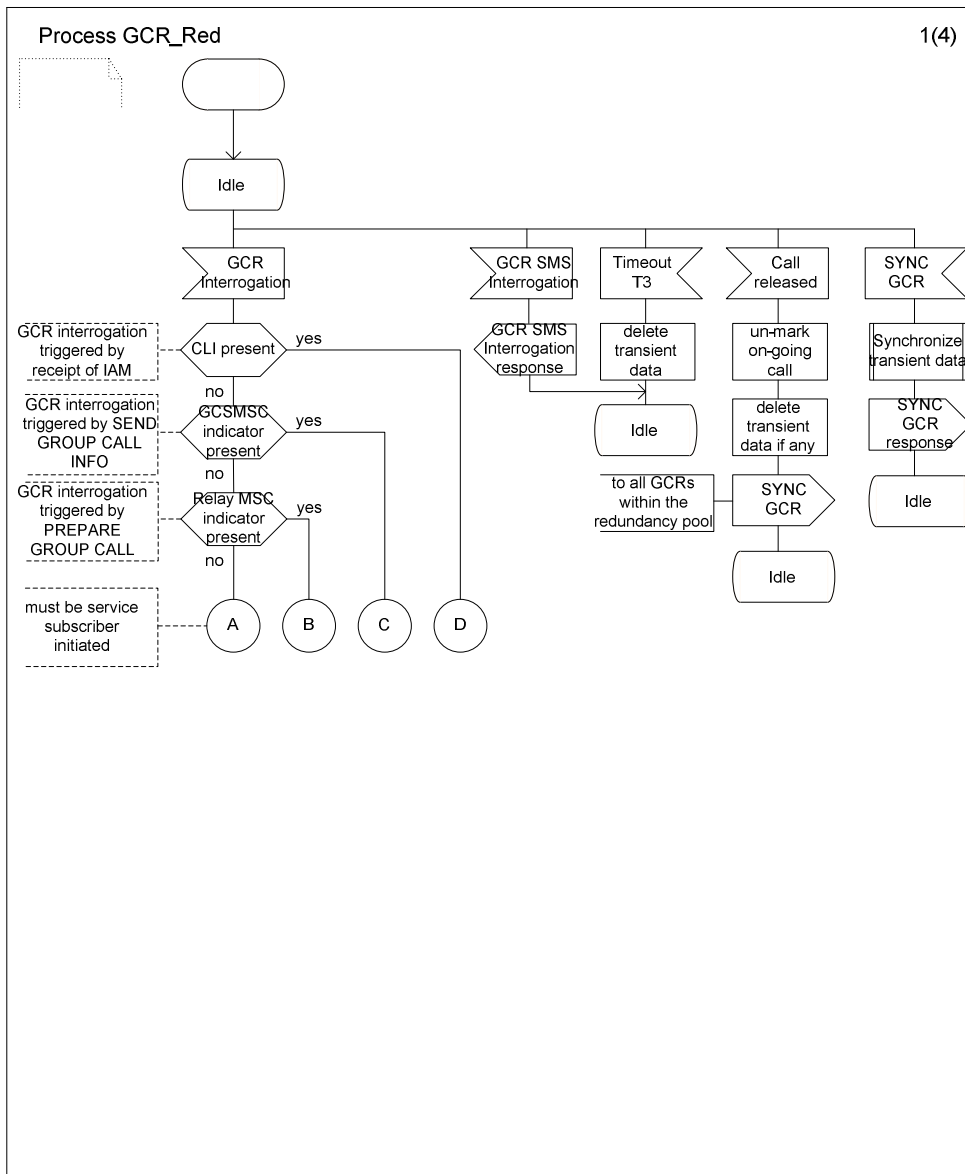 Process GCR_Red
1(4)
Idle
GCR
Interrogation
GCR SMS
Interrogation
Timeout
T3
Call
released
SYNC
GCR
GCR interrogation
triggered by
receipt of IAM
CLI present
yes
no
GCR SMS
Interrogation
response
delete
transient
data
un-mark
on-going
call
Synchronize
transient data
GCR interrogation
triggered by SEND
GROUP CALL
INFO
GCSMSC
indicator
present
yes
no
Idle
delete
transient
data if any
SYNC
GCR
response
GCR interrogation
triggered by
PREPARE
GROUP CALL
Relay MSC
indicator
present
yes
no
to all GCRs
within the
redundancy pool
SYNC
GCR
Idle
Idle
must be service
subscriber
initiated
A
B
C
D